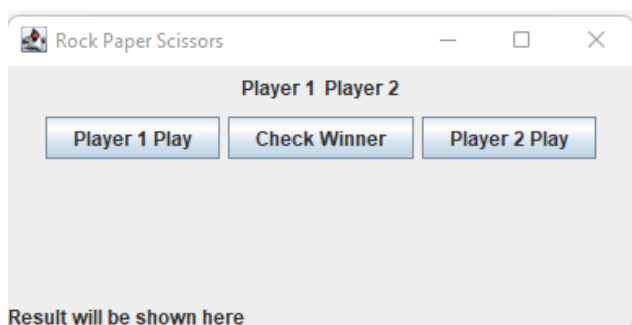 Rock Paper Scissors
Player 1 Player 2
Player 1 Play Check Winner Player 2 Play
Result will be shown here